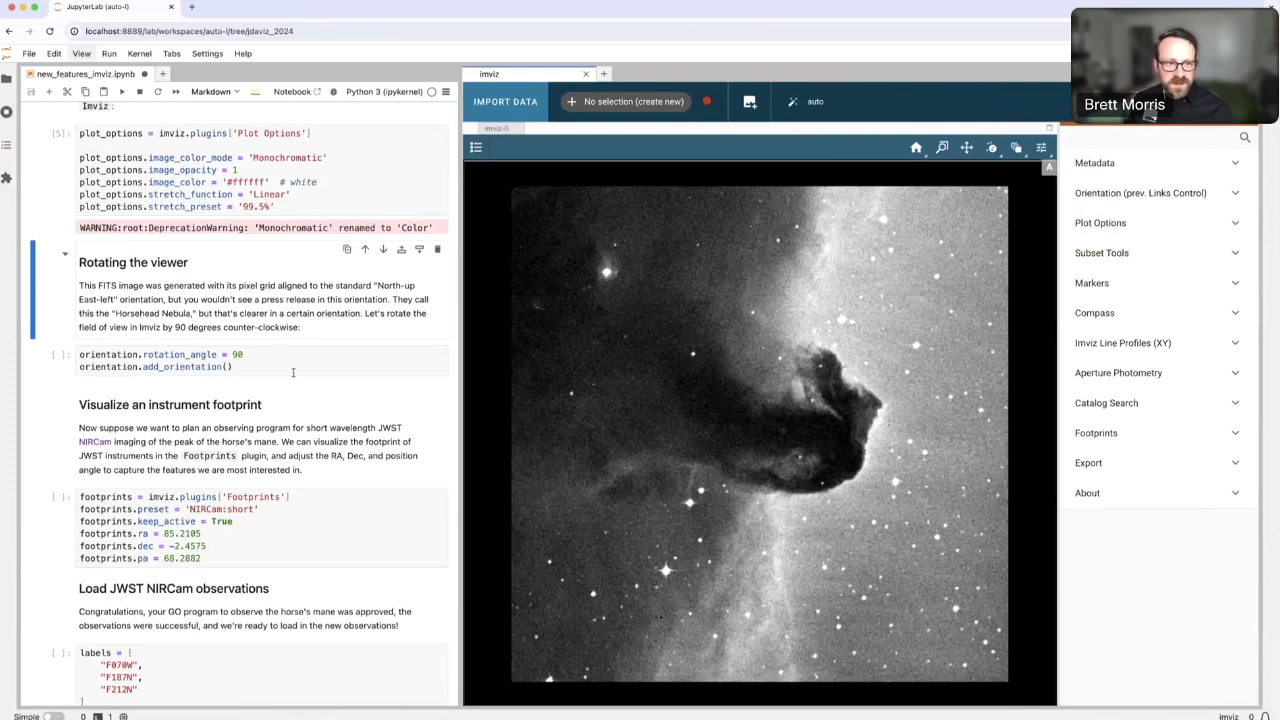 JupyterLab (auto-l)
localhost:8889/lab/workspaces/auto-l/tree/jdaviz_2024
File Edit View Run Kernel Tabs Settings Help
new_features_imviz.ipynb
Markdown Notebook Python 3 (ipykernel)
Imviz:
[5]: plot_options = imviz.plugins['Plot Options']
plot_options.image_color_mode = 'Monochromatic'
plot_options.image_opacity = 1
plot_options.image_color = '#ffffff' # white
plot_options.stretch_function = 'Linear'
plot_options.stretch_preset = '99.5%'
WARNING:root:DeprecationWarning: 'Monochromatic' renamed to 'Color'
Rotating the viewer
This FITS image was generated with its pixel grid aligned to the standard "North-up
East-left" orientation, but you wouldn't see a press release in this orientation. They call
this the "Horsehead Nebula," but that's clearer in a certain orientation. Let's rotate the
field of view in Imviz by 90 degrees counter-clockwise:
[ ]: orientation.rotation_angle = 90
orientation.add_orientation()
Visualize an instrument footprint
Now suppose we want to plan an observing program for short wavelength JWST
NIRCam imaging of the peak of the horse's mane. We can visualize the footprint of
JWST instruments in the Footprints plugin, and adjust the RA, Dec, and position
angle to capture the features we are most interested in.
[ ]: footprints = imviz.plugins['Footprints']
footprints.preset = 'NIRCam:short'
footprints.keep_active = True
footprints.ra = 85.2105
footprints.dec = -2.4575
footprints.pa = 68.2882
Load JWST NIRCam observations
Congratulations, your GO program to observe the horse's mane was approved, the
observations were successful, and we're ready to load in the new observations!
[ ]: labels = [
"F070W",
"F187N",
"F212N"
]
Simple 0 1
imviz
IMPORT DATA No selection (create new) auto
imviz-0
A
Brett Morris
Metadata
Orientation (prev. Links Control)
Plot Options
Subset Tools
Markers
Compass
Imviz Line Profiles (XY)
Aperture Photometry
Catalog Search
Footprints
Export
About
imviz 0